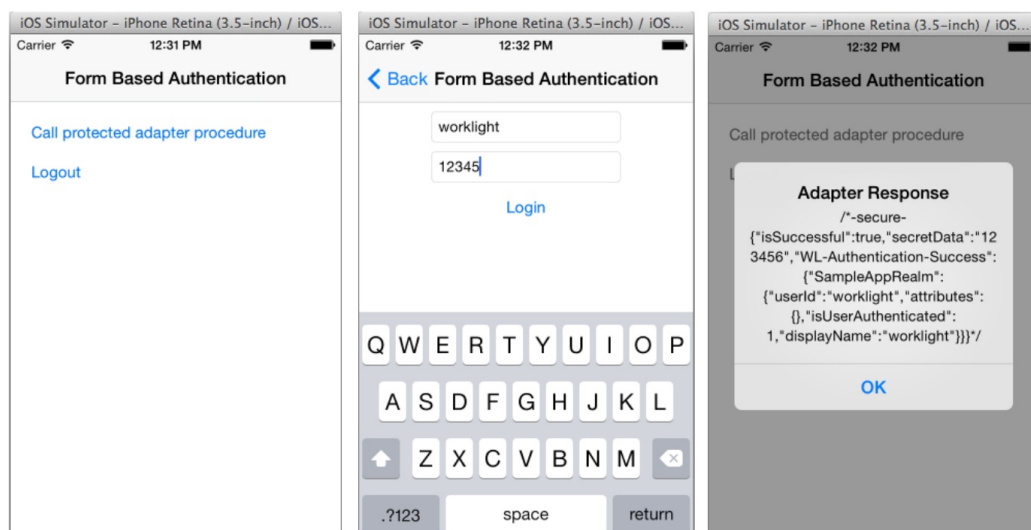 iOS Simulator – iPhone Retina (3.5–inch) / iOS...
Carrier 12:31 PM
Form Based Authentication
Call protected adapter procedure
Logout
iOS Simulator – iPhone Retina (3.5–inch) / iOS...
Carrier 12:32 PM
Back Form Based Authentication
worklight
12345
Login
Q W E R T Y U I O P
A S D F G H J K L
Z X C V B N M
.?123 space return
iOS Simulator – iPhone Retina (3.5–inch) / iOS...
Carrier 12:32 PM
Form Based Authentication
Call protected adapter procedure
L
Adapter Response
/*-secure-
{"isSuccessful":true,"secretData":"12
3456","WL-Authentication-Success":
{"SampleAppRealm":
{"userId":"worklight","attributes":
{},"isUserAuthenticated":
1,"displayName":"worklight"}}}*/
OK